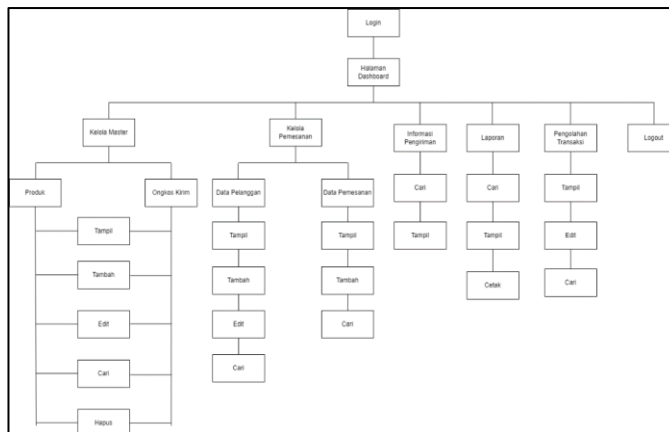 Login
Halaman
Dashboard
Kelola Master
Kelola
Pemesanan
Informasi
Pengiriman
Laporan
Pengolahan
Transaksi
Logout
Produk
Ongkos Kirim
Data Pelanggan
Data Pemesanan
Cari
Cari
Tampil
Tampil
Tampil
Tampil
Tampil
Tampil
Edit
Tambah
Tambah
Tambah
Cetak
Cari
Edit
Edit
Cari
Cari
Cari
Hapus